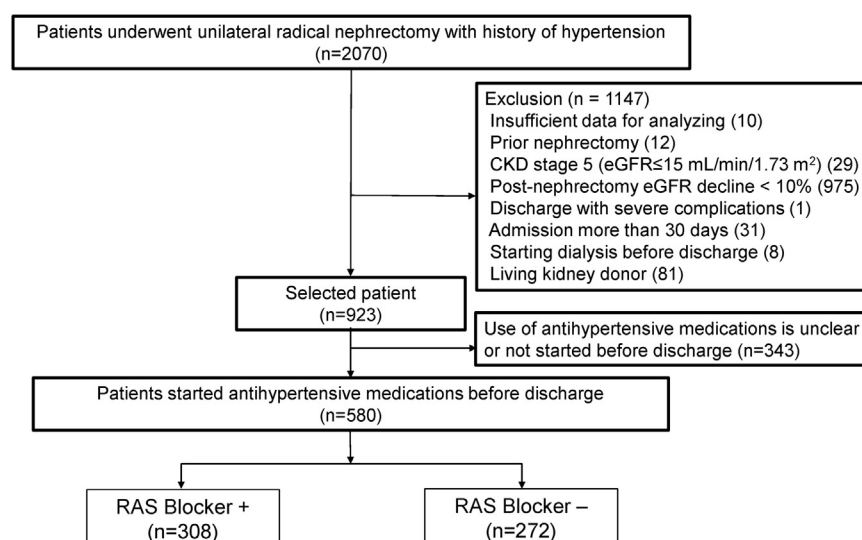 Patients underwent unilateral radical nephrectomy with history of hypertension
(n=2070)
Exclusion (n = 1147)
Insufficient data for analyzing (10)
Prior nephrectomy (12)
CKD stage 5 (eGFR≤15 mL/min/1.73 m²) (29)
Post-nephrectomy eGFR decline < 10% (975)
Discharge with severe complications (1)
Admission more than 30 days (31)
Starting dialysis before discharge (8)
Living kidney donor (81)
Selected patient
(n=923)
Use of antihypertensive medications is unclear
or not started before discharge (n=343)
Patients started antihypertensive medications before discharge
(n=580)
RAS Blocker +
(n=308)
RAS Blocker –
(n=272)